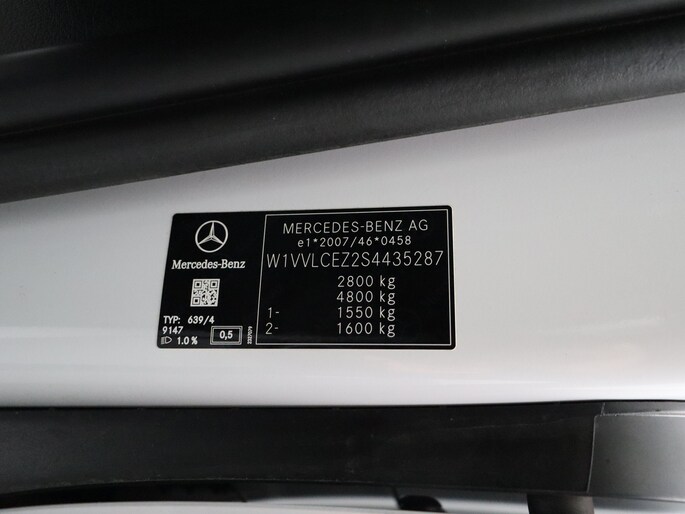 Mercedes-Benz
TYP: 639/4
9147
1.0 %
0,5
MERCEDES-BENZ AG
e1*2007/46*0458
W1VVLCEZ2S4435287
2800 kg
4800 kg
1- 1550 kg
2- 1600 kg